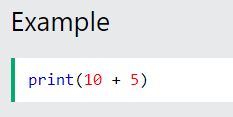 Example
print(10 + 5)